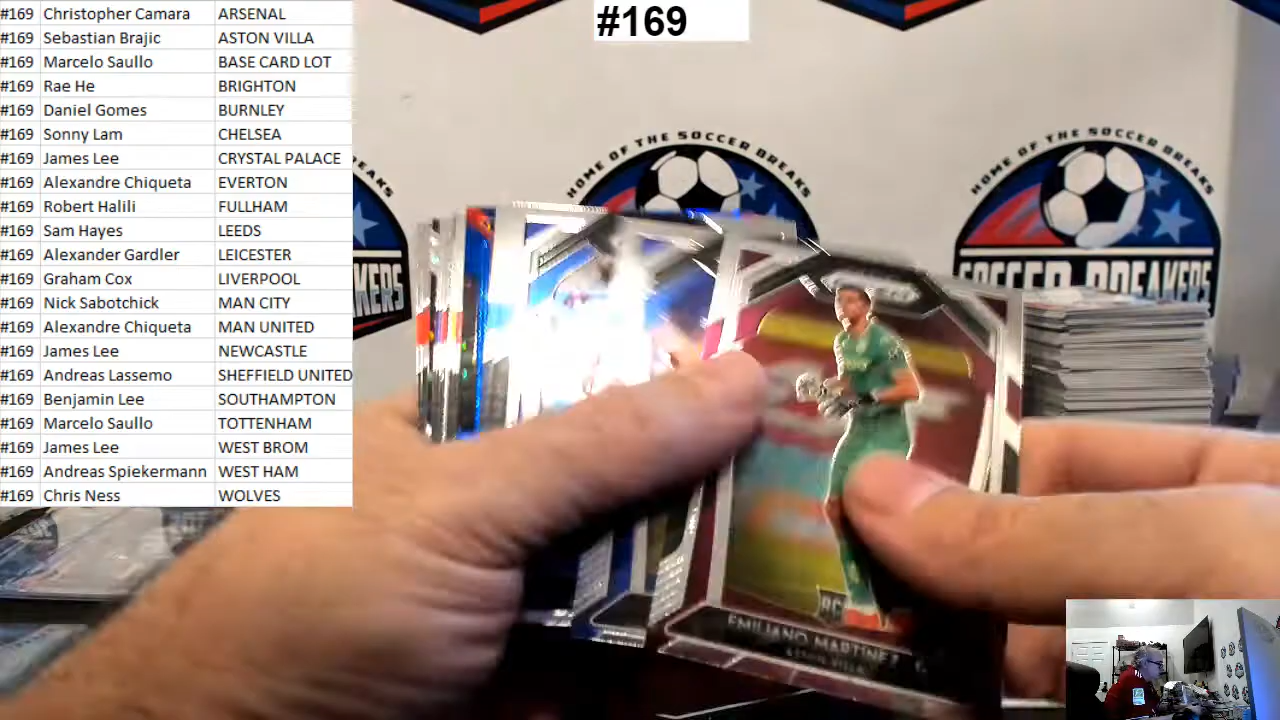 #169 Christopher Camara ARSENAL
#169 Sebastian Brajic ASTON VILLA
#169 Marcelo Saullo BASE CARD LOT
#169 Rae He BRIGHTON
#169 Daniel Gomes BURNLEY
#169 Sonny Lam CHELSEA
#169 James Lee CRYSTAL PALACE
#169 Alexandre Chiqueta EVERTON
#169 Robert Halili FULLHAM
#169 Sam Hayes LEEDS
#169 Alexander Gardler LEICESTER
#169 Graham Cox LIVERPOOL
#169 Nick Sabotchick MAN CITY
#169 Alexandre Chiqueta MAN UNITED
#169 James Lee NEWCASTLE
#169 Andreas Lassemo SHEFFIELD UNITED
#169 Benjamin Lee SOUTHAMPTON
#169 Marcelo Saullo TOTTENHAM
#169 James Lee WEST BROM
#169 Andreas Spiekermann WEST HAM
#169 Chris Ness WOLVES
#169
HOME OF THE SOCCER BREAKS
HOME OF THE SOCCER BREAKS
SOCCER BREAKERS
EAKS
KERS
RC
EMILIANO MARTINEZ
ASTON VILLA